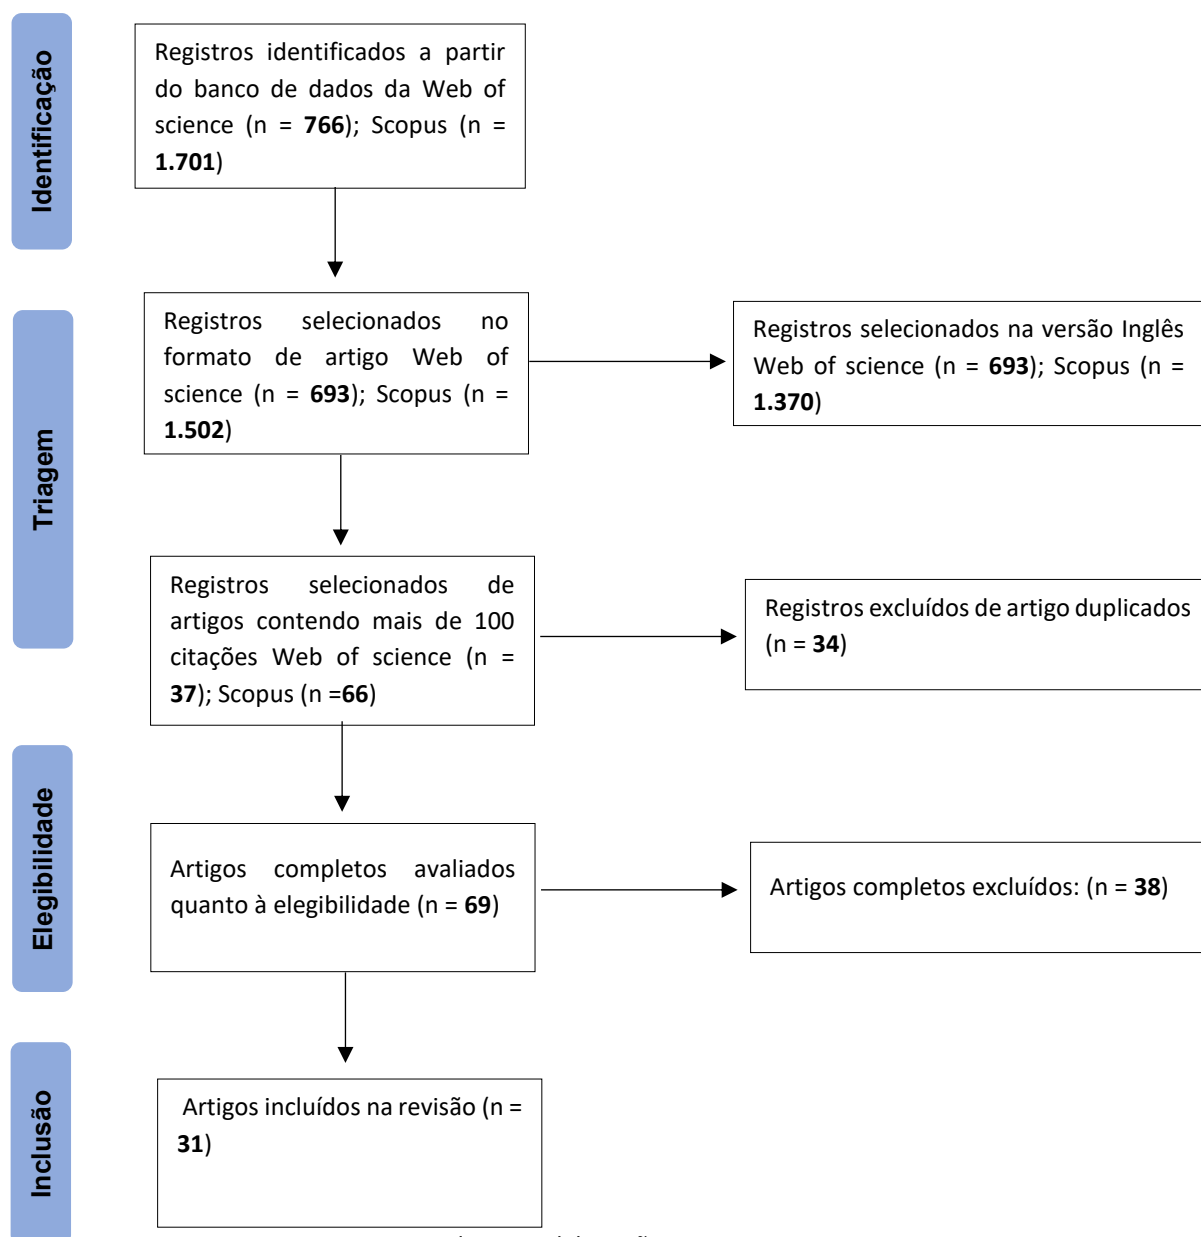 Identificação
Registros identificados a partir
do banco de dados da Web of
science (n = 766); Scopus (n =
1.701)
Triagem
Registros selecionados no
formato de artigo Web of
science (n = 693); Scopus (n =
1.502)
Registros selecionados na versão Inglês
Web of science (n = 693); Scopus (n =
1.370)
Registros selecionados de
artigos contendo mais de 100
citações Web of science (n =
37); Scopus (n =66)
Registros excluídos de artigo duplicados
(n = 34)
Elegibilidade
Artigos completos avaliados
quanto à elegibilidade (n = 69)
Artigos completos excluídos: (n = 38)
Inclusão
Artigos incluídos na revisão (n =
31)